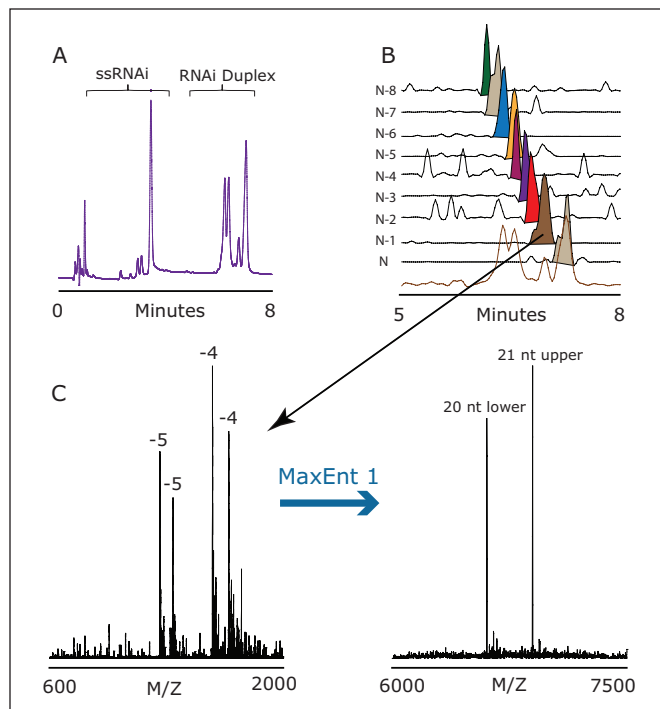 A
ssRNAi
RNAi Duplex
0
Minutes
8
B
N-8
N-7
N-6
N-5
N-4
N-3
N-2
N-1
N
5
Minutes
8
C
-5
-5
-4
-4
600
M/Z
2000
MaxEnt 1
20 nt lower
21 nt upper
6000
M/Z
7500